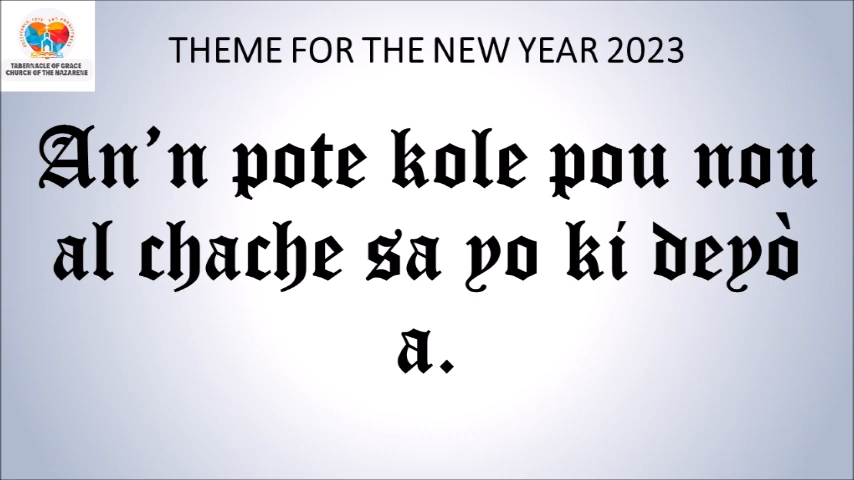 TABERNACLE OF GRACE
CHURCH OF THE NAZARENE
THEME FOR THE NEW YEAR 2023
An’n pote kole pou nou
al chache sa yo ki deyò
a.